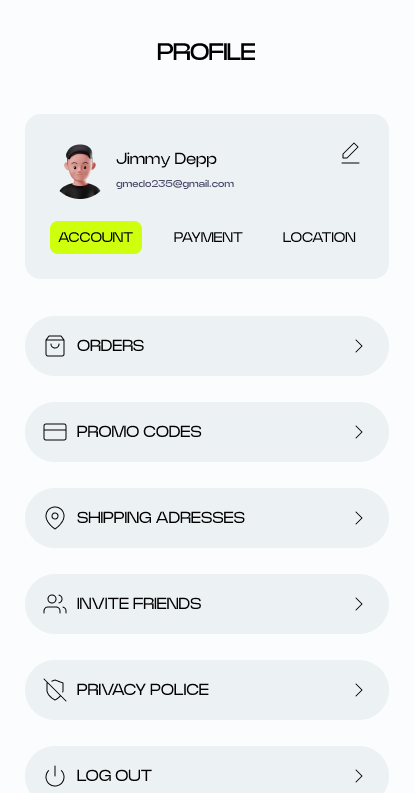 PROFILE
Jimmy Depp
gmedo235@gmail.com
ACCOUNT PAYMENT LOCATION
ORDERS
PROMO CODES
SHIPPING ADRESSES
INVITE FRIENDS
PRIVACY POLICE
LOG OUT